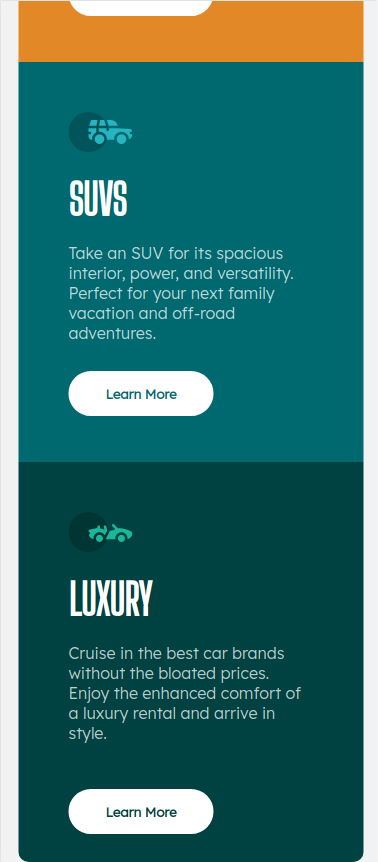 SUVS
Take an SUV for its spacious
interior, power, and versatility.
Perfect for your next family
vacation and off-road
adventures.
Learn More
LUXURY
Cruise in the best car brands
without the bloated prices.
Enjoy the enhanced comfort of
a luxury rental and arrive in
style.
Learn More